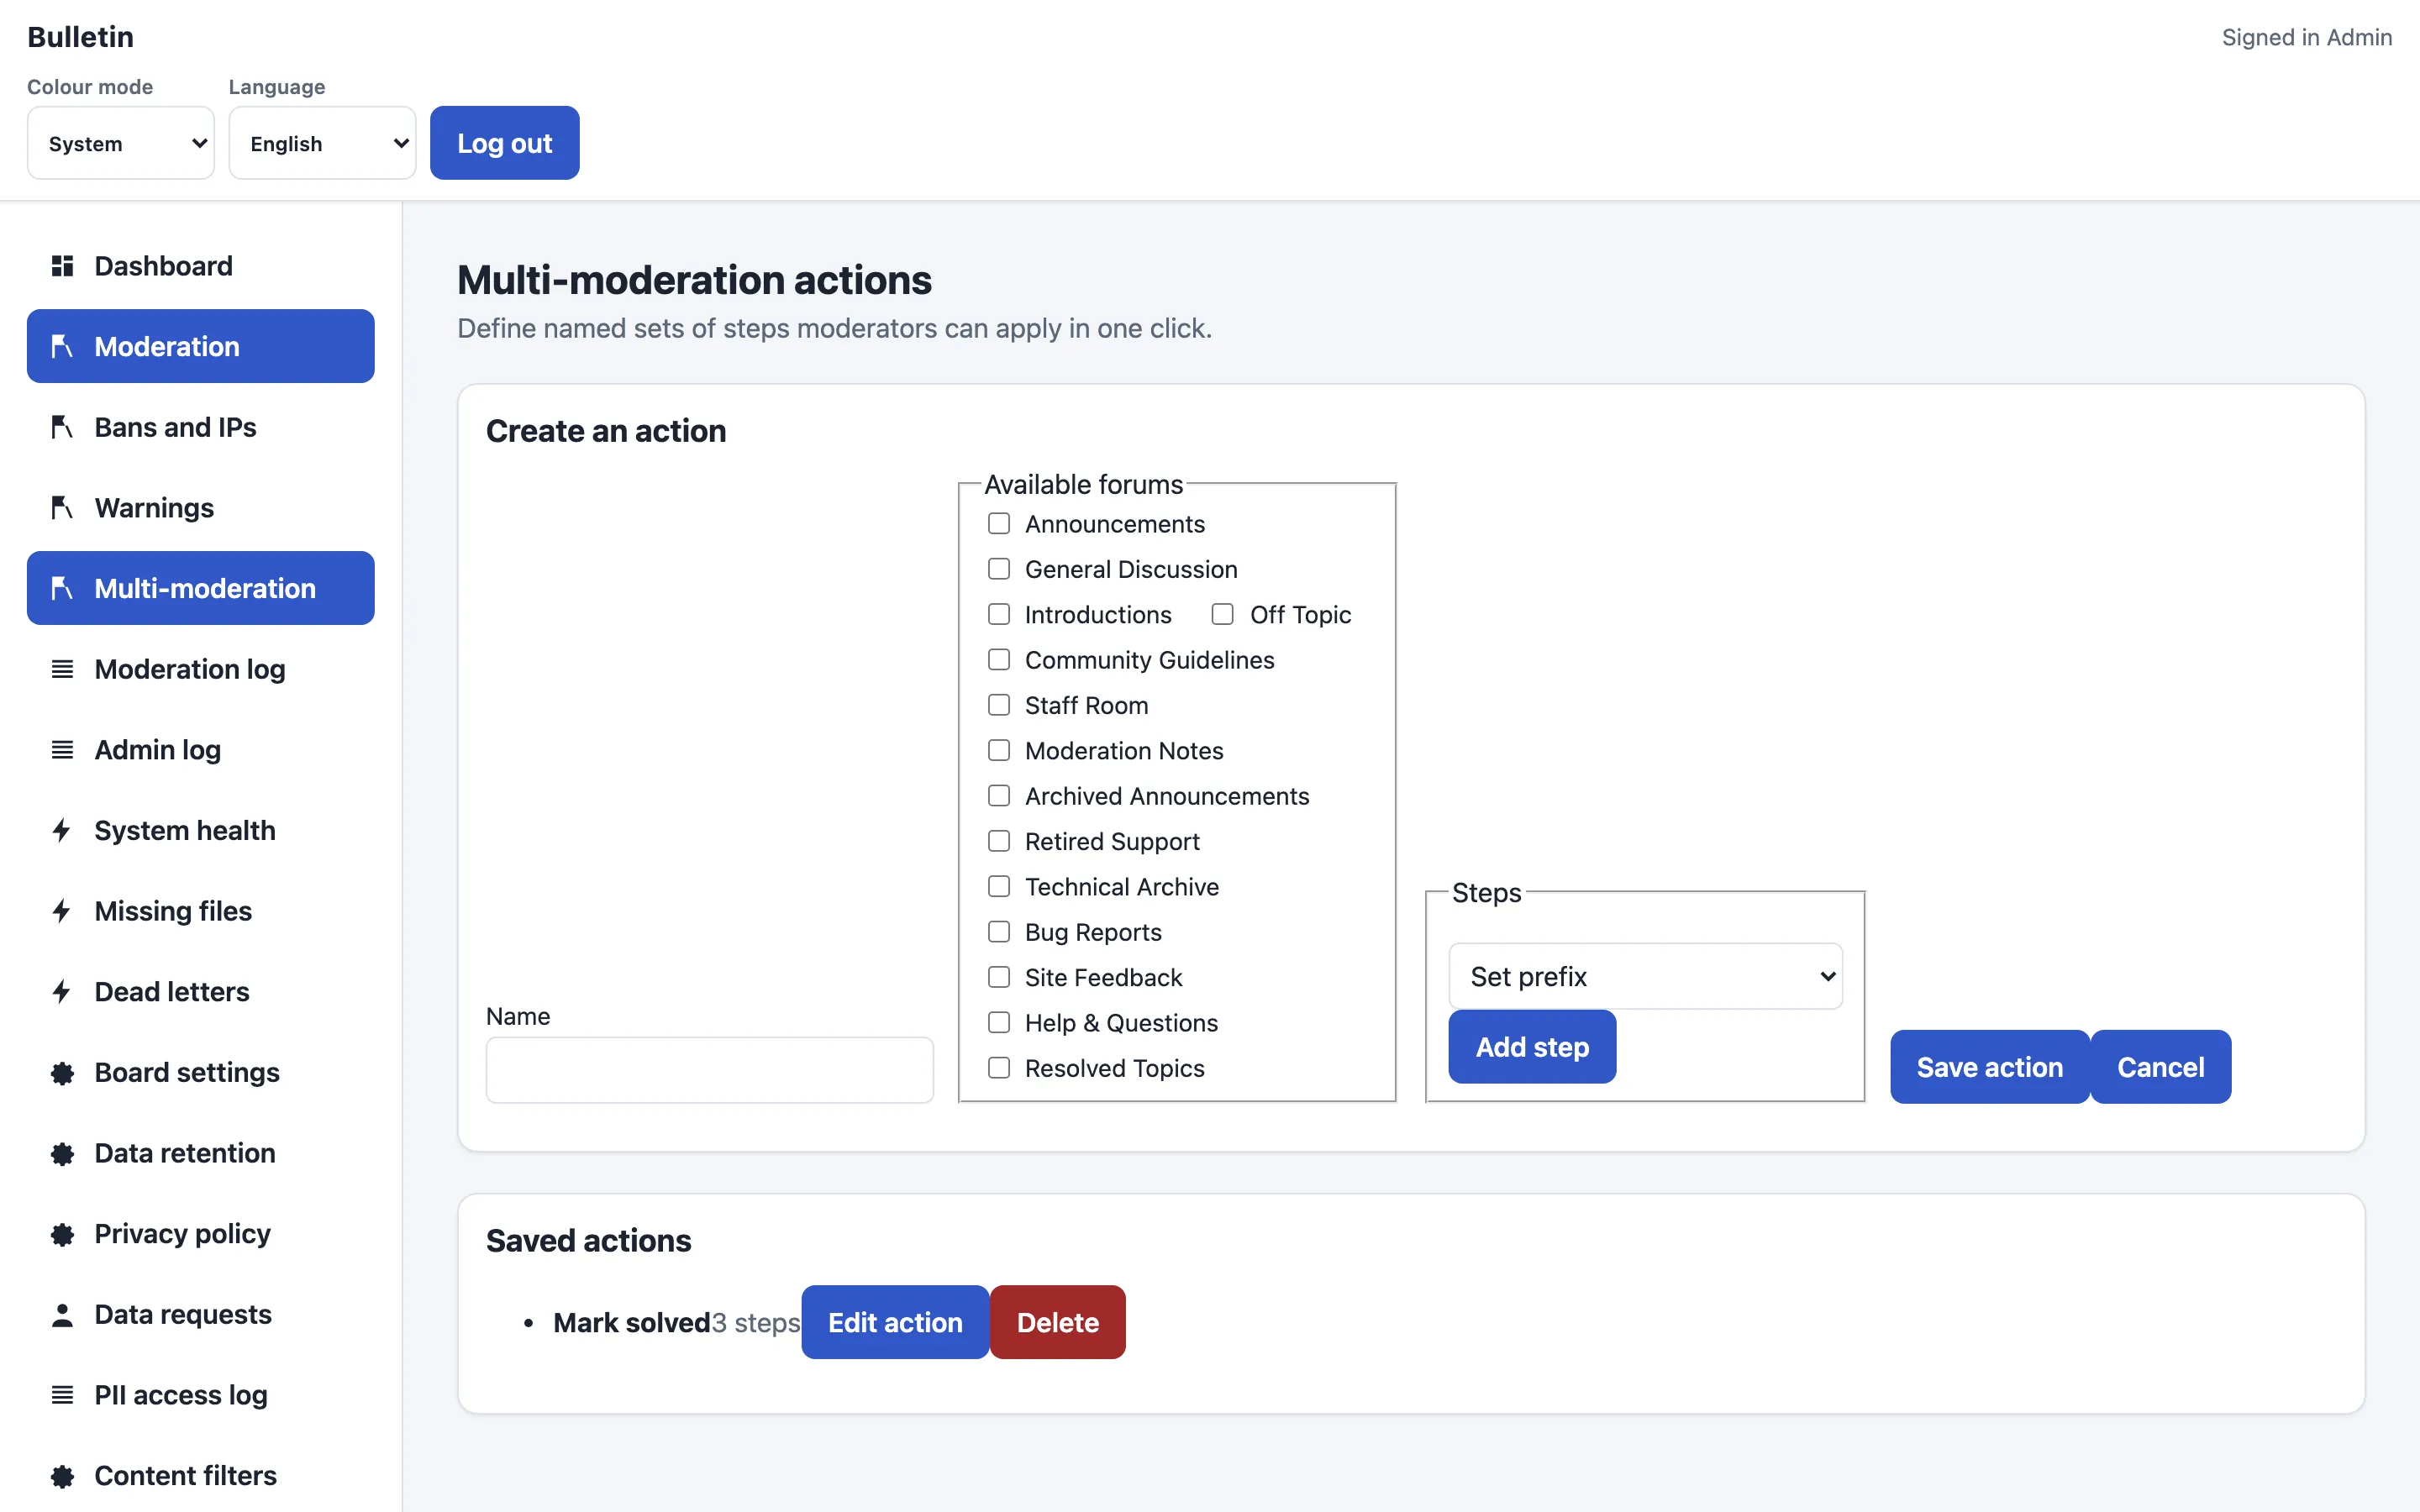 Bulletin
Signed in Admin
Colour mode
Language
System
English
Log out
Dashboard
Moderation
Bans and IPs
Warnings
Multi-moderation
Moderation log
Admin log
System health
Missing files
Dead letters
Board settings
Data retention
Privacy policy
Data requests
PII access log
Content filters
Multi-moderation actions
Define named sets of steps moderators can apply in one click.
Create an action
Name
Available forums
Announcements
General Discussion
Introductions
Off Topic
Community Guidelines
Staff Room
Moderation Notes
Archived Announcements
Retired Support
Technical Archive
Bug Reports
Site Feedback
Help & Questions
Resolved Topics
Steps
Set prefix
Add step
Save action
Cancel
Saved actions
Mark solved3 steps
Edit action
Delete